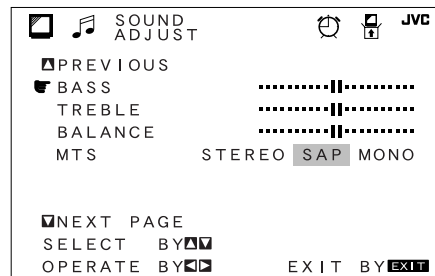 SOUND
ADJUST
JVC
PREVIOUS
BASS
TREBLE
BALANCE
MTS STEREO SAP MONO
NEXT PAGE
SELECT BY
OPERATE BY EXIT BY EXIT